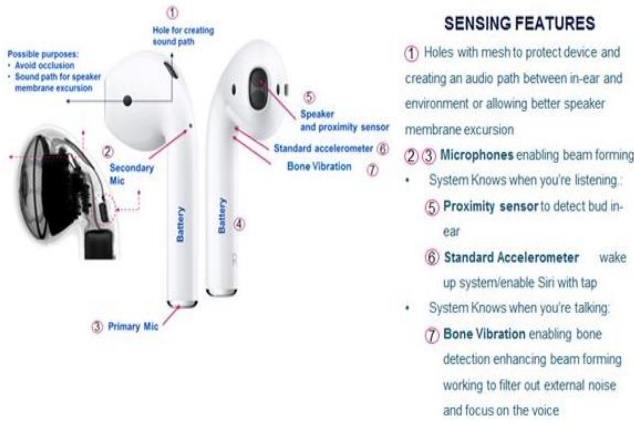 ①
Hole for creating
sound path
Possible purposes:
• Avoid occlusion
• Sound path for speaker
membrane excursion
②
Secondary
Mic
Battery
③ Primary Mic
Battery
④
⑤
Speaker
and proximity sensor
Standard accelerometer ⑥
Bone Vibration ⑦
SENSING FEATURES
① Holes with mesh to protect device and
creating an audio path between in-ear and
environment or allowing better speaker
membrane excursion
② ③ Microphones enabling beam forming
• System Knows when you're listening.:
⑤ Proximity sensor to detect bud in-
ear
⑥ Standard Accelerometer wake
up system/enable Siri with tap
• System Knows when you're talking:
⑦ Bone Vibration enabling bone
detection enhancing beam forming
working to filter out external noise
and focus on the voice